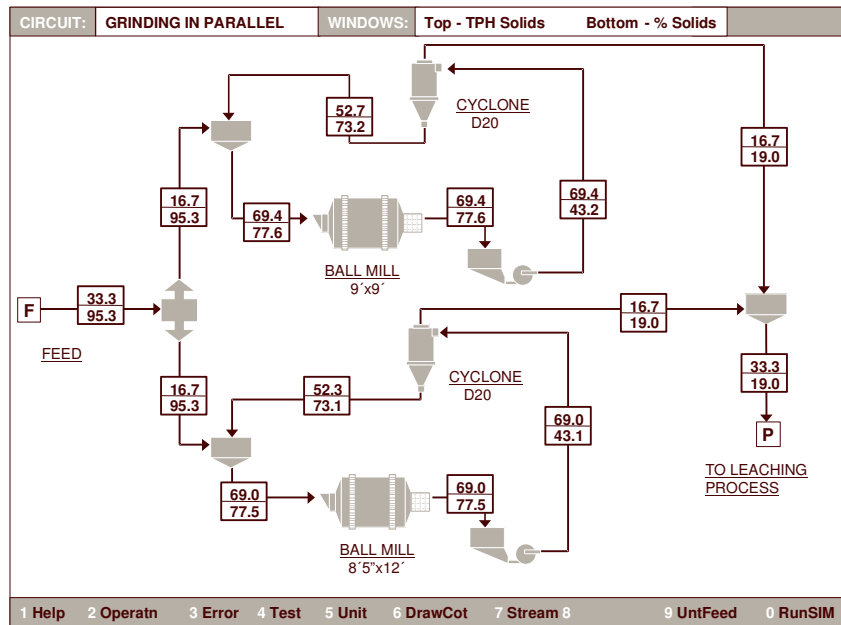 CIRCUIT: GRINDING IN PARALLEL WINDOWS: Top - TPH Solids Bottom - % Solids
52.7
73.2
CYCLONE
D20
16.7
19.0
16.7
95.3
69.4
77.6
69.4
77.6
69.4
43.2
BALL MILL
9´x9´
F
33.3
95.3
FEED
16.7
19.0
CYCLONE
D20
16.7
95.3
52.3
73.1
69.0
43.1
33.3
19.0
P
TO LEACHING
PROCESS
69.0
77.5
69.0
77.5
BALL MILL
8´5"x12´
1 Help 2 Operatn 3 Error 4 Test 5 Unit 6 DrawCot 7 Stream 8 9 UntFeed 0 RunSIM